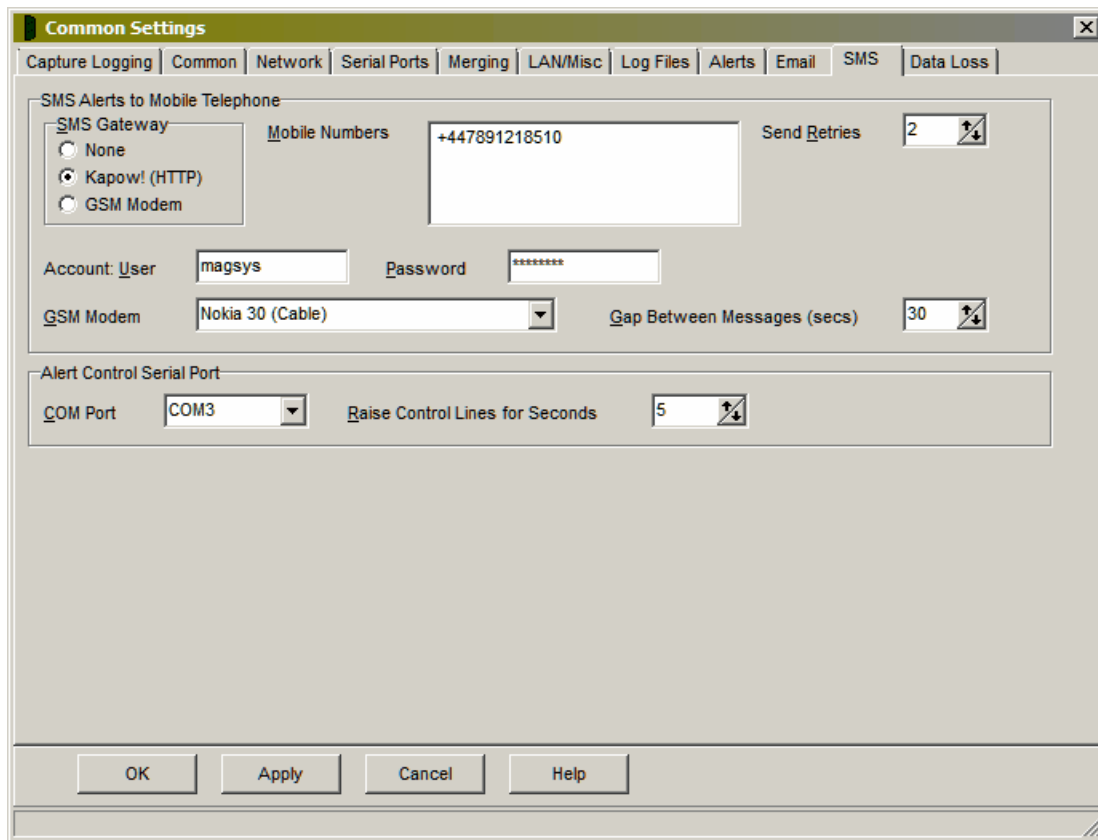 Common Settings
Capture Logging Common Network Serial Ports Merging LAN/Misc Log Files Alerts Email SMS Data Loss
SMS Alerts to Mobile Telephone
SMS Gateway
None
Kapow! (HTTP)
GSM Modem
Mobile Numbers +447891218510
Send Retries 2
Account: User magsys Password ********
GSM Modem Nokia 30 (Cable) Gap Between Messages (secs) 30
Alert Control Serial Port
COM Port COM3 Raise Control Lines for Seconds 5
OK Apply Cancel Help